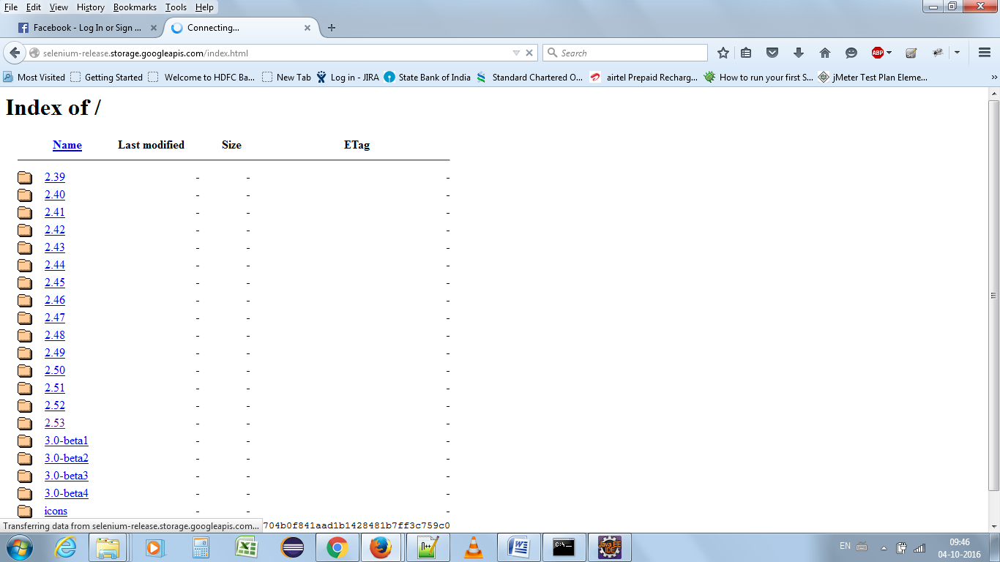 File Edit View History Bookmarks Tools Help
Facebook - Log In or Sign ... Connecting...
selenium-release.storage.googleapis.com/index.html Search ABP
Most Visited Getting Started Welcome to HDFC Ba... New Tab Log in - JIRA State Bank of India Standard Chartered O... airtel Prepaid Recharg... How to run your first S... jMeter Test Plan Eleme... »
Index of /
Name Last modified Size ETag
2.39 - - -
2.40 - - -
2.41 - - -
2.42 - - -
2.43 - - -
2.44 - - -
2.45 - - -
2.46 - - -
2.47 - - -
2.48 - - -
2.49 - - -
2.50 - - -
2.51 - - -
2.52 - - -
2.53 - - -
3.0-beta1 - - -
3.0-beta2 - - -
3.0-beta3 - - -
3.0-beta4 - - -
icons - - -
Transferring data from selenium-release.storage.googleapis.com... 704b0f841aad1b1428481b7ff3c759c0
Java EE
IDE
EN
09:46
04-10-2016